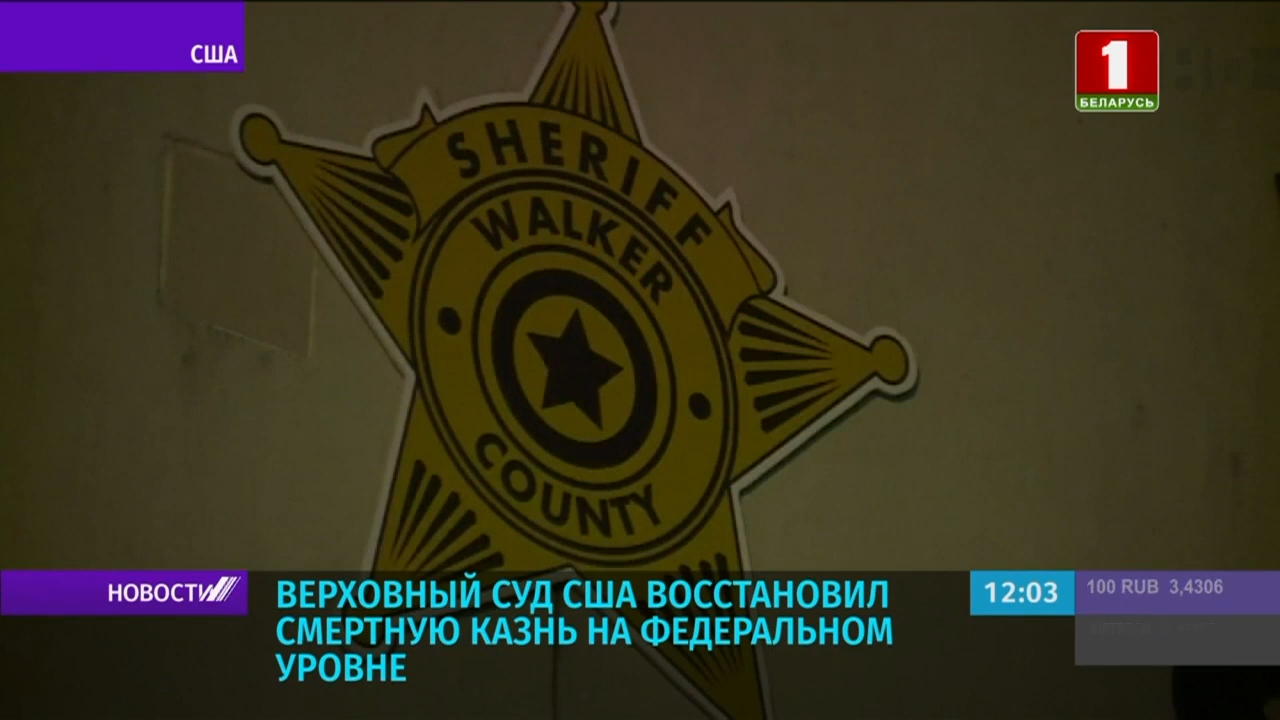 США
1
БЕЛАРУСЬ
SHERIFF
WALKER
COUNTY
НОВОСТИ
ВЕРХОВНЫЙ СУД США ВОССТАНОВИЛ
СМЕРТНУЮ КАЗНЬ НА ФЕДЕРАЛЬНОМ
УРОВНЕ
12:03
100 RUB 3,4306